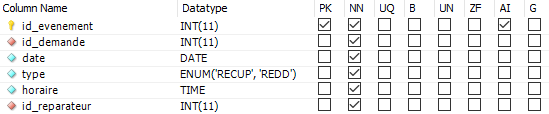 Column Name Datatype PK NN UQ B UN ZF AI G
id_evenement INT(11)
id_demande INT(11)
date DATE
type ENUM('RECUP', 'REDD')
horaire TIME
id_reparateur INT(11)